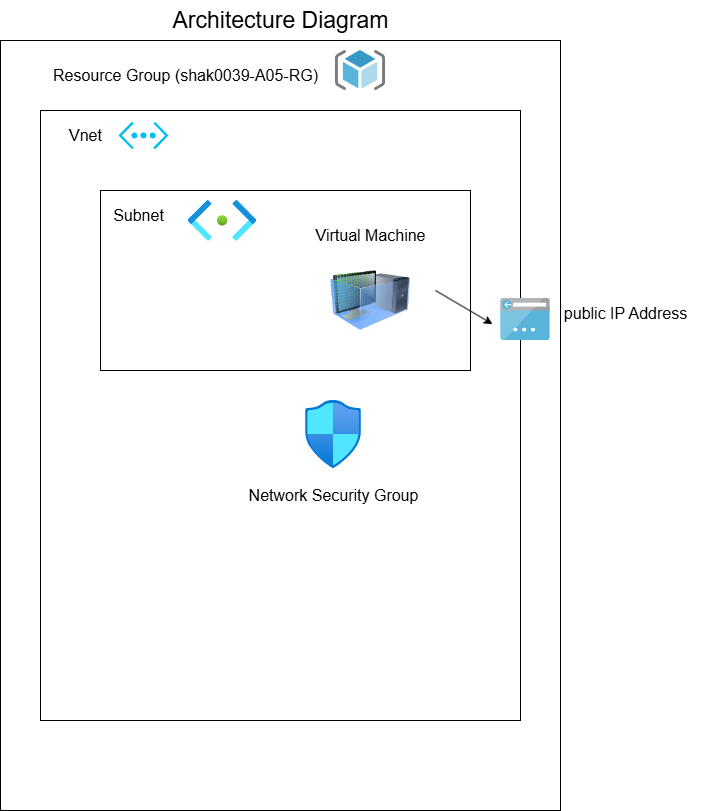 Architecture Diagram
Resource Group (shak0039-A05-RG)
Vnet
Subnet
Virtual Machine
public IP Address
Network Security Group